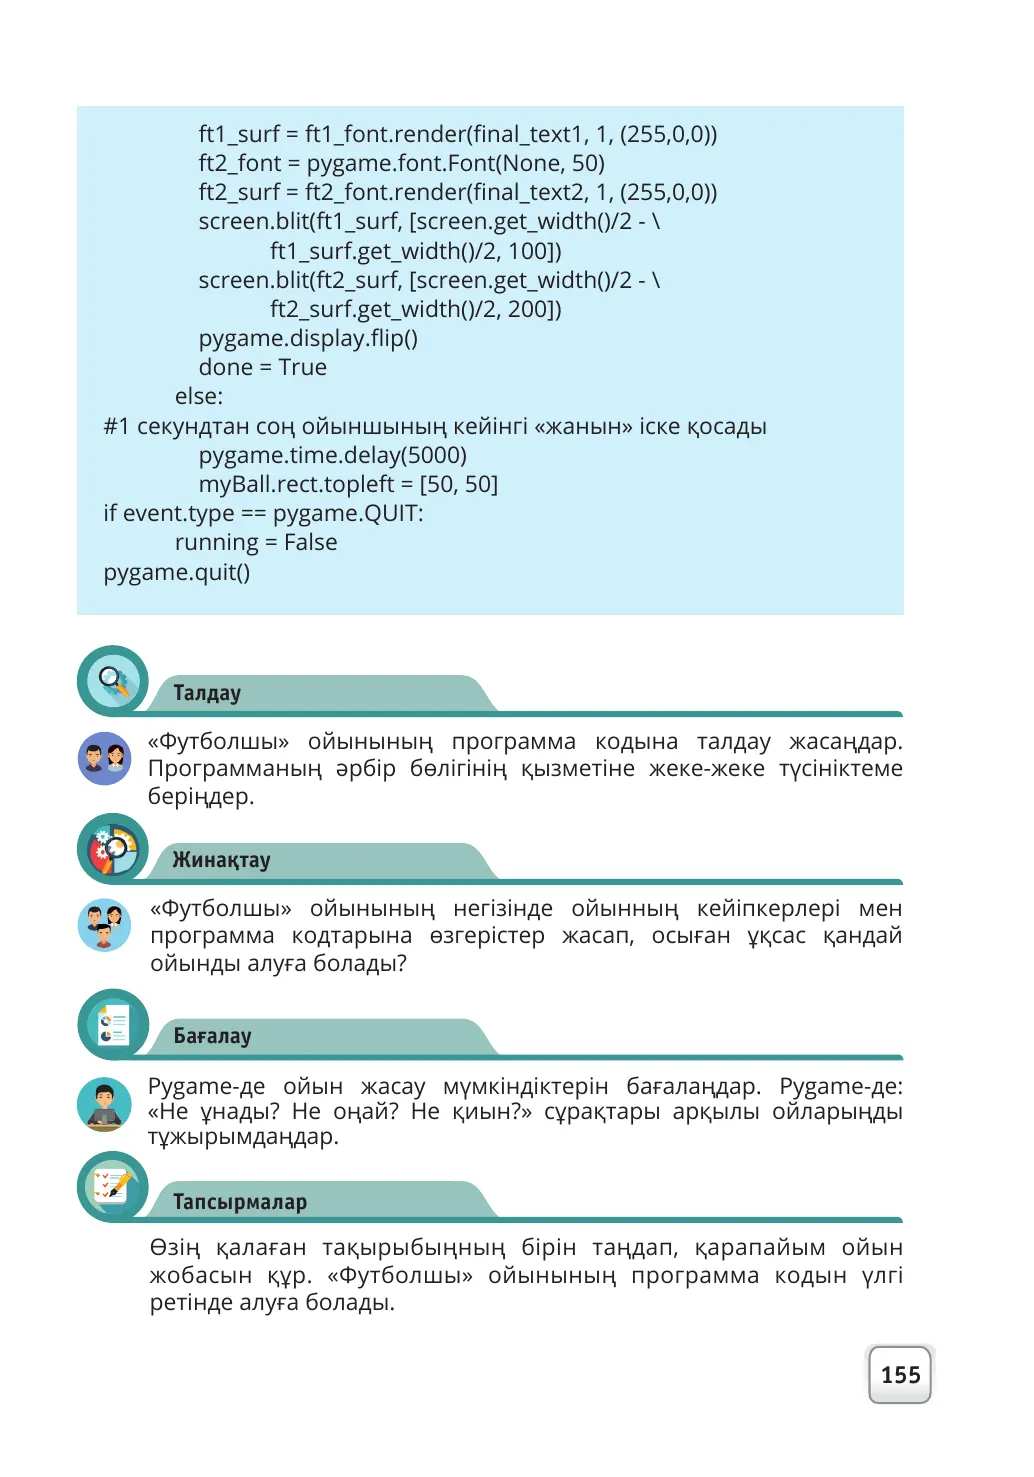 ft1_surf = ft1_font.render(final_text1, 1, (255,0,0))
ft2_font = pygame.font.Font(None, 50)
ft2_surf = ft2_font.render(final_text2, 1, (255,0,0))
screen.blit(ft1_surf, [screen.get_width()/2 - \
ft1_surf.get_width()/2, 100])
screen.blit(ft2_surf, [screen.get_width()/2 - \
ft2_surf.get_width()/2, 200])
pygame.display.flip()
done = True
else:
#1 секундтан соң ойыншының кейінгі «жанын» іске қосады
pygame.time.delay(5000)
myBall.rect.topleft = [50, 50]
if event.type == pygame.QUIT:
running = False
pygame.quit()
Талдау
«Футболшы» ойынының программа кодына талдау жасаңдар.
Программаның әрбір бөлігінің қызметіне жеке-жеке түсініктеме
беріңдер.
Жинақтау
«Футболшы» ойынының негізінде ойынның кейіпкерлері мен
программа кодтарына өзгерістер жасап, осыған ұқсас қандай
ойынды алуға болады?
Бағалау
Pygame-де ойын жасау мүмкіндіктерін бағалаңдар. Pygame-де:
«Не ұнады? Не оңай? Не қиын?» сұрақтары арқылы ойларыңды
тұжырымдаңдар.
Тапсырмалар
Өзің қалаған тақырыбыңның бірін таңдап, қарапайым ойын
жобасын құр. «Футболшы» ойынының программа кодын үлгі
ретінде алуға болады.
155